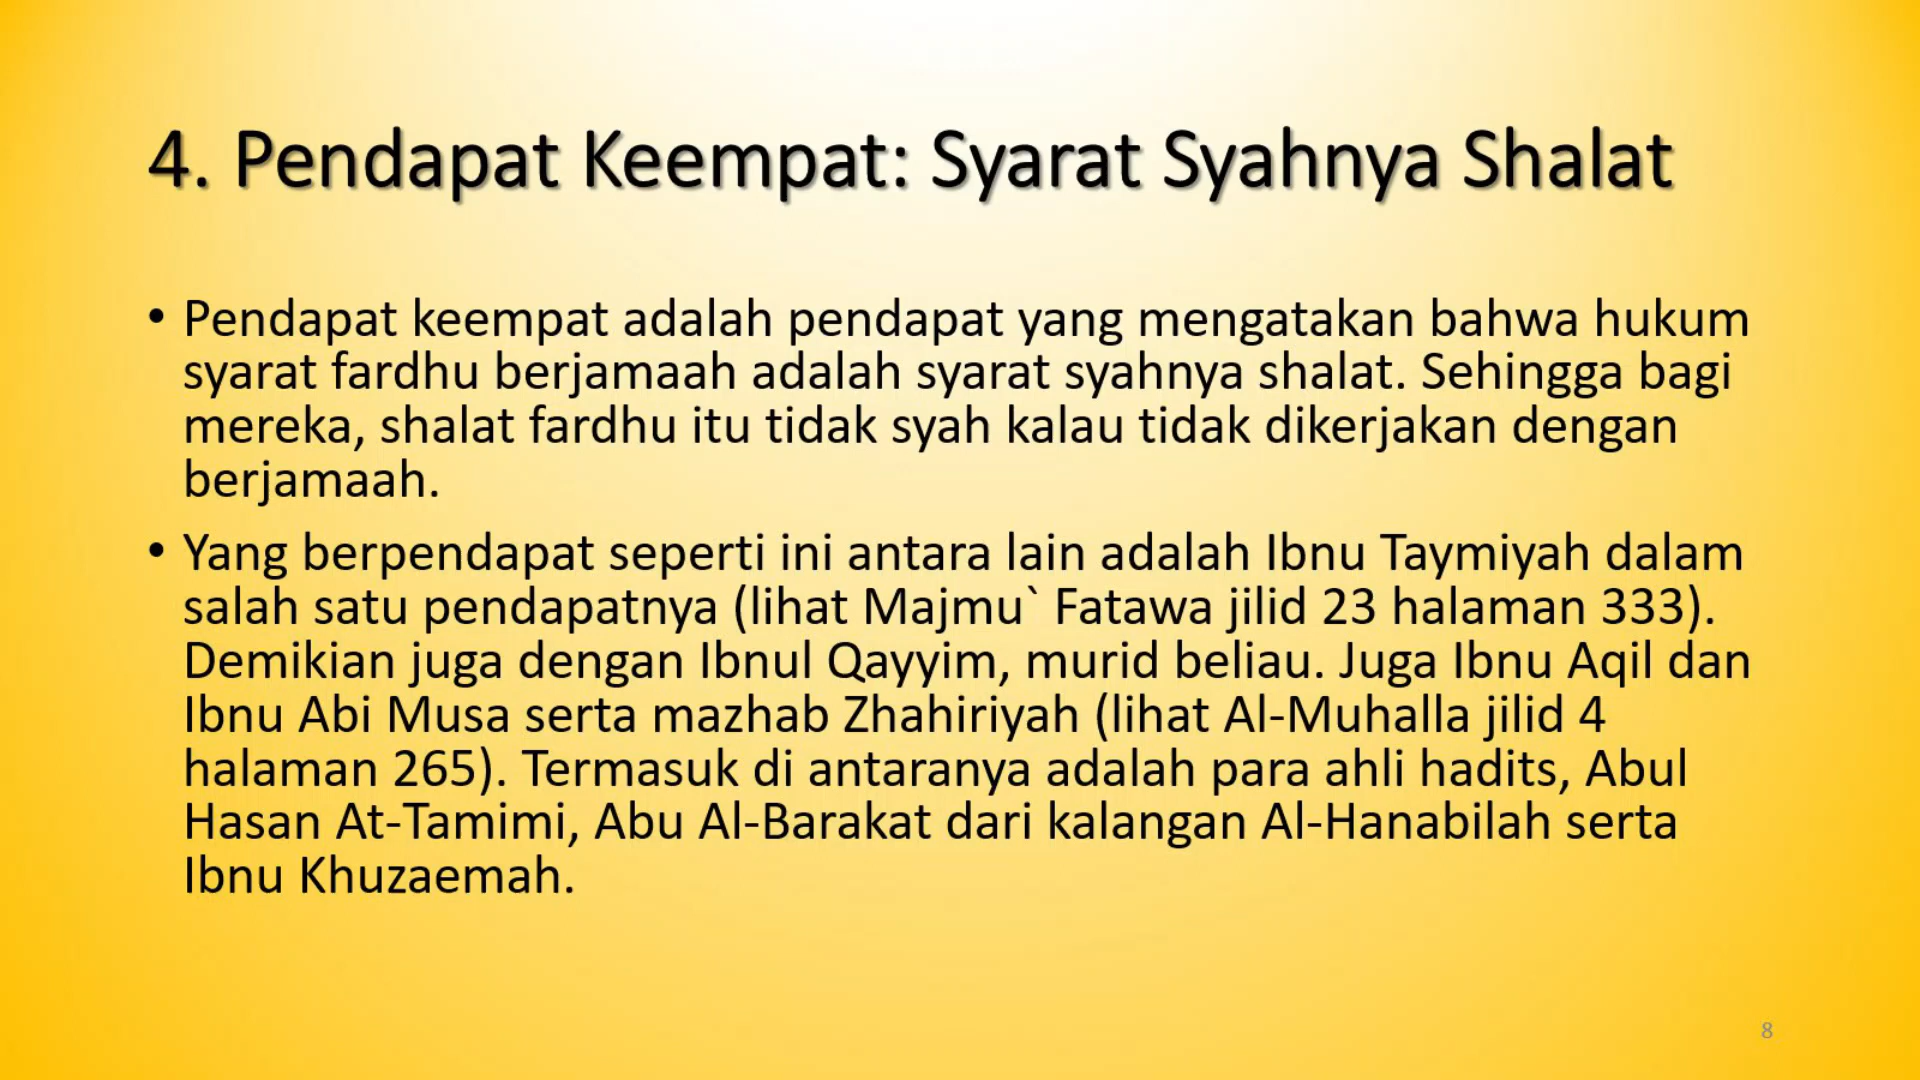 4. Pendapat Keempat: Syarat Syahnya Shalat
• Pendapat keempat adalah pendapat yang mengatakan bahwa hukum
syarat fardhu berjamaah adalah syarat syahnya shalat. Sehingga bagi
mereka, shalat fardhu itu tidak syah kalau tidak dikerjakan dengan
berjamaah.
• Yang berpendapat seperti ini antara lain adalah Ibnu Taymiyah dalam
salah satu pendapatnya (lihat Majmu` Fatawa jilid 23 halaman 333).
Demikian juga dengan Ibnul Qayyim, murid beliau. Juga Ibnu Aqil dan
Ibnu Abi Musa serta mazhab Zhahiriyah (lihat Al-Muhalla jilid 4
halaman 265). Termasuk di antaranya adalah para ahli hadits, Abul
Hasan At-Tamimi, Abu Al-Barakat dari kalangan Al-Hanabilah serta
Ibnu Khuzaemah.
8